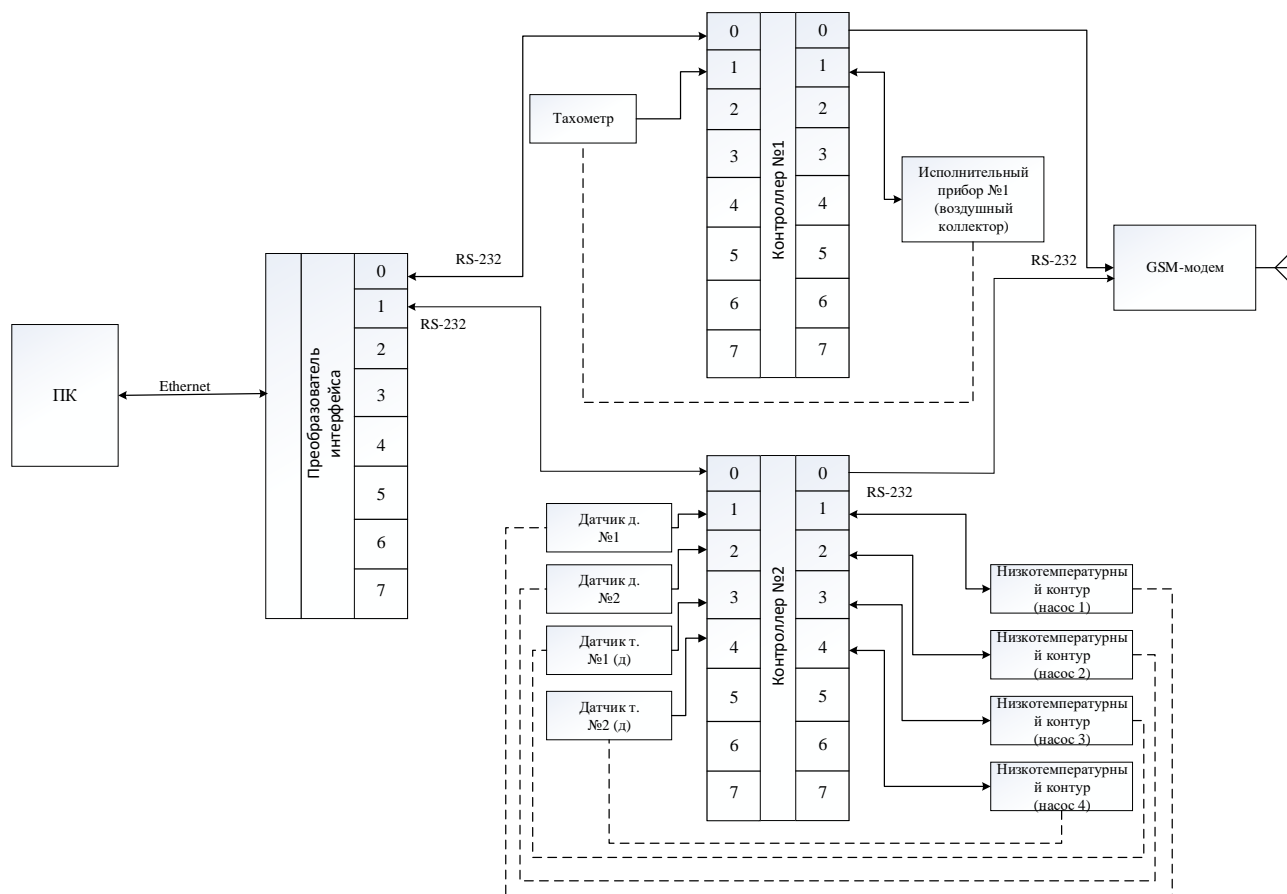 0
1
2
3
4
5
6
7
Контроллер №1
0
1
2
3
4
5
6
7
Тахометр
Исполнительный
прибор №1
(воздушный
коллектор)
RS-232
RS-232
GSM-модем
ПК
Ethernet
Преобразователь
интерфейса
0
1
2
3
4
5
6
7
RS-232
0
1
2
3
4
5
6
7
Контроллер №2
0
1
2
3
4
5
6
7
RS-232
Датчик д.
№1
Датчик д.
№2
Датчик т.
№1 (д)
Датчик т.
№2 (д)
Низкотемпературны
й контур
(насос 1)
Низкотемпературны
й контур
(насос 2)
Низкотемпературны
й контур
(насос 3)
Низкотемпературны
й контур
(насос 4)